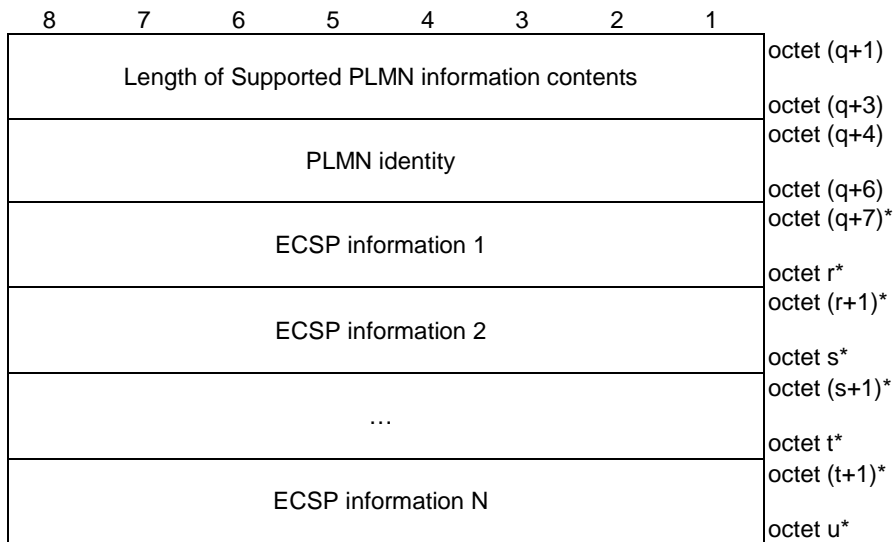 8 7 6 5 4 3 2 1
octet (q+1)
Length of Supported PLMN information contents
octet (q+3)
octet (q+4)
PLMN identity
octet (q+6)
octet (q+7)*
ECSP information 1
octet r*
octet (r+1)*
ECSP information 2
octet s*
octet (s+1)*
…
octet t*
octet (t+1)*
ECSP information N
octet u*